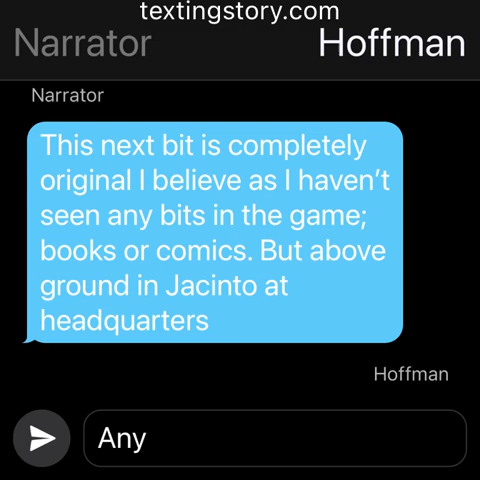 textingstory.com
Narrator Hoffman
Narrator
This next bit is completely
original I believe as I haven't
seen any bits in the game;
books or comics. But above
ground in Jacinto at
headquarters
Hoffman
Any